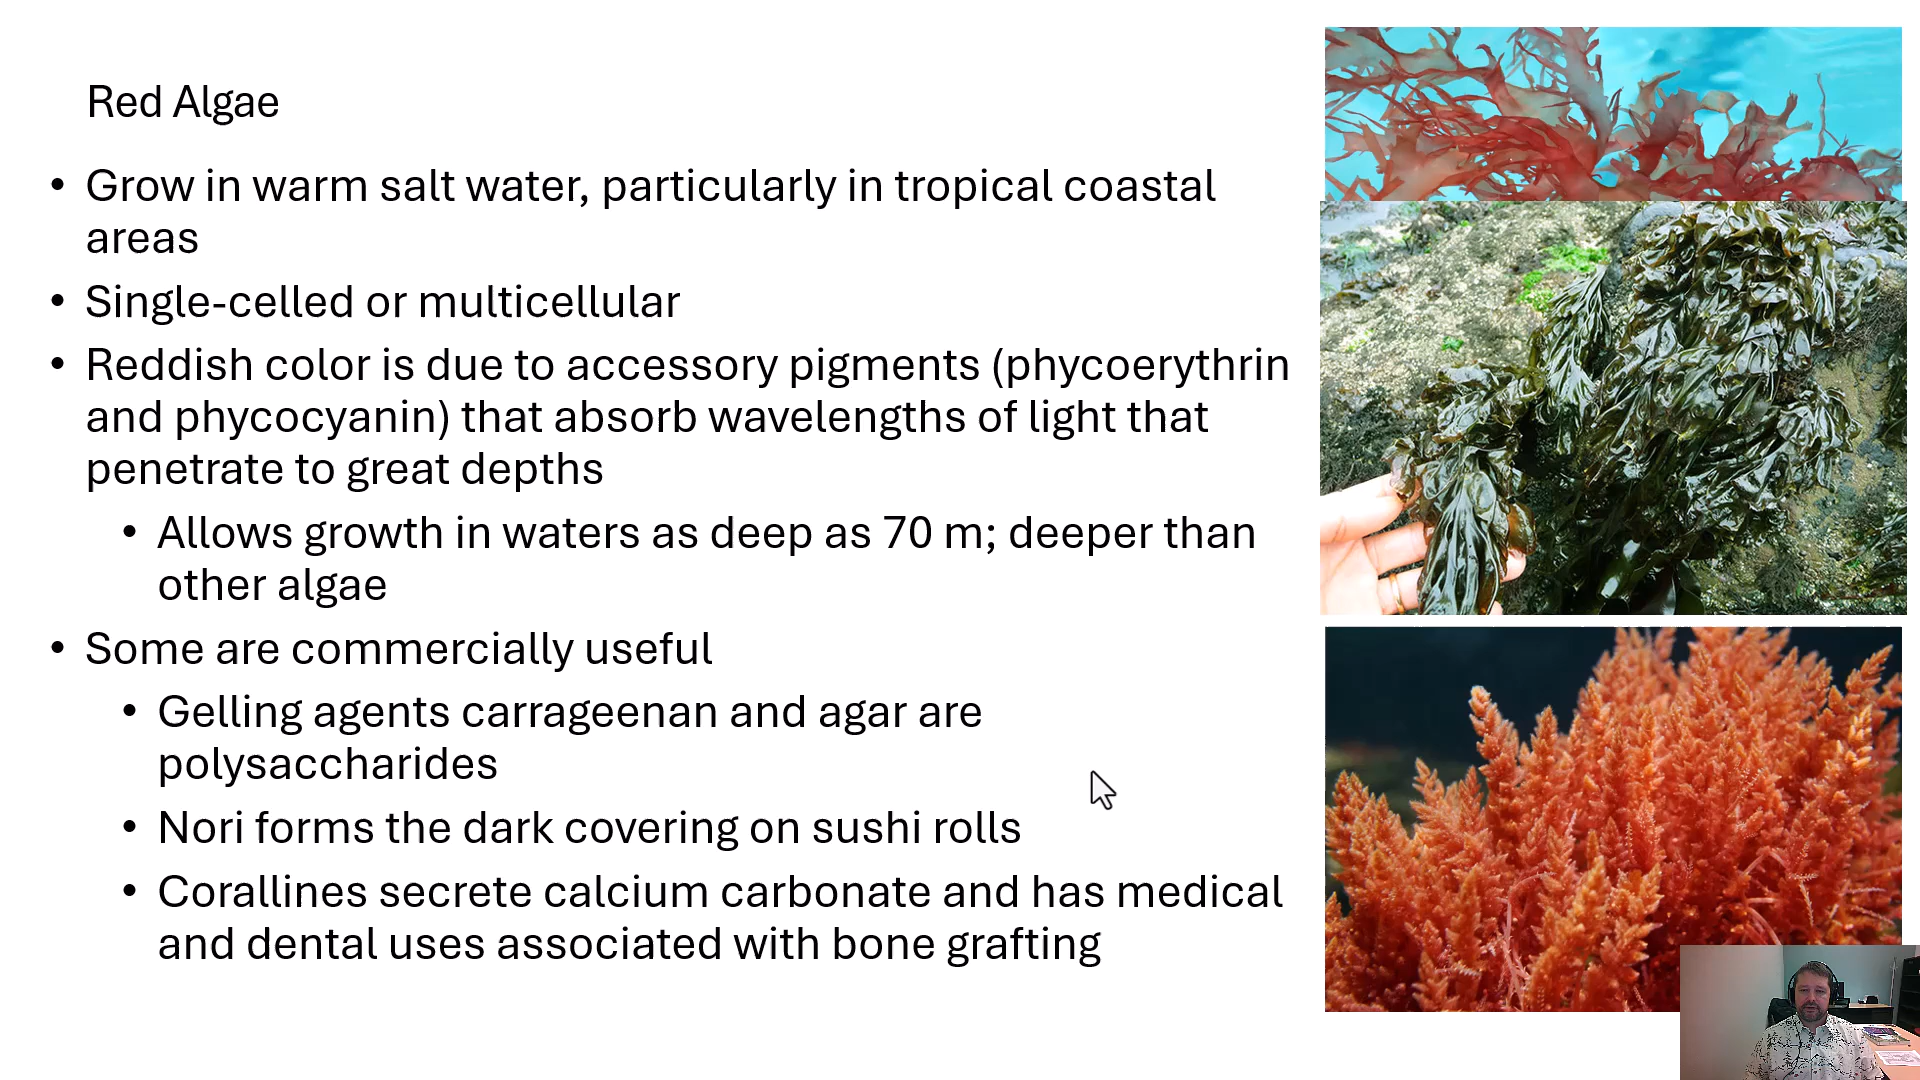 Red Algae
• Grow in warm salt water, particularly in tropical coastal
areas
• Single-celled or multicellular
• Reddish color is due to accessory pigments (phycoerythrin
and phycocyanin) that absorb wavelengths of light that
penetrate to great depths
• Allows growth in waters as deep as 70 m; deeper than
other algae
• Some are commercially useful
• Gelling agents carrageenan and agar are
polysaccharides
• Nori forms the dark covering on sushi rolls
• Corallines secrete calcium carbonate and has medical
and dental uses associated with bone grafting